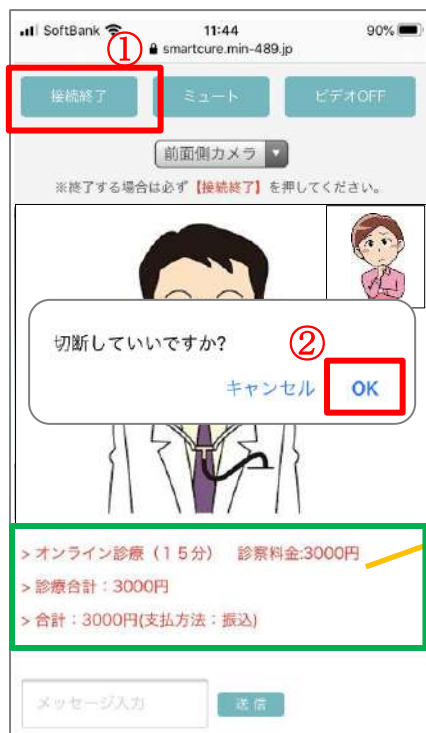 SoftBank 11:44 90%
① smartcure.min-489.jp
接続終了 ミュート ビデオOFF
前面側カメラ
※終了する場合は必ず【接続終了】を押してください。
切断していいですか?
②
キャンセル OK
> オンライン診療（１５分）　診察料金:3000円
> 診療合計：3000円
> 合計：3000円(支払方法：振込)
メッセージ入力 送信